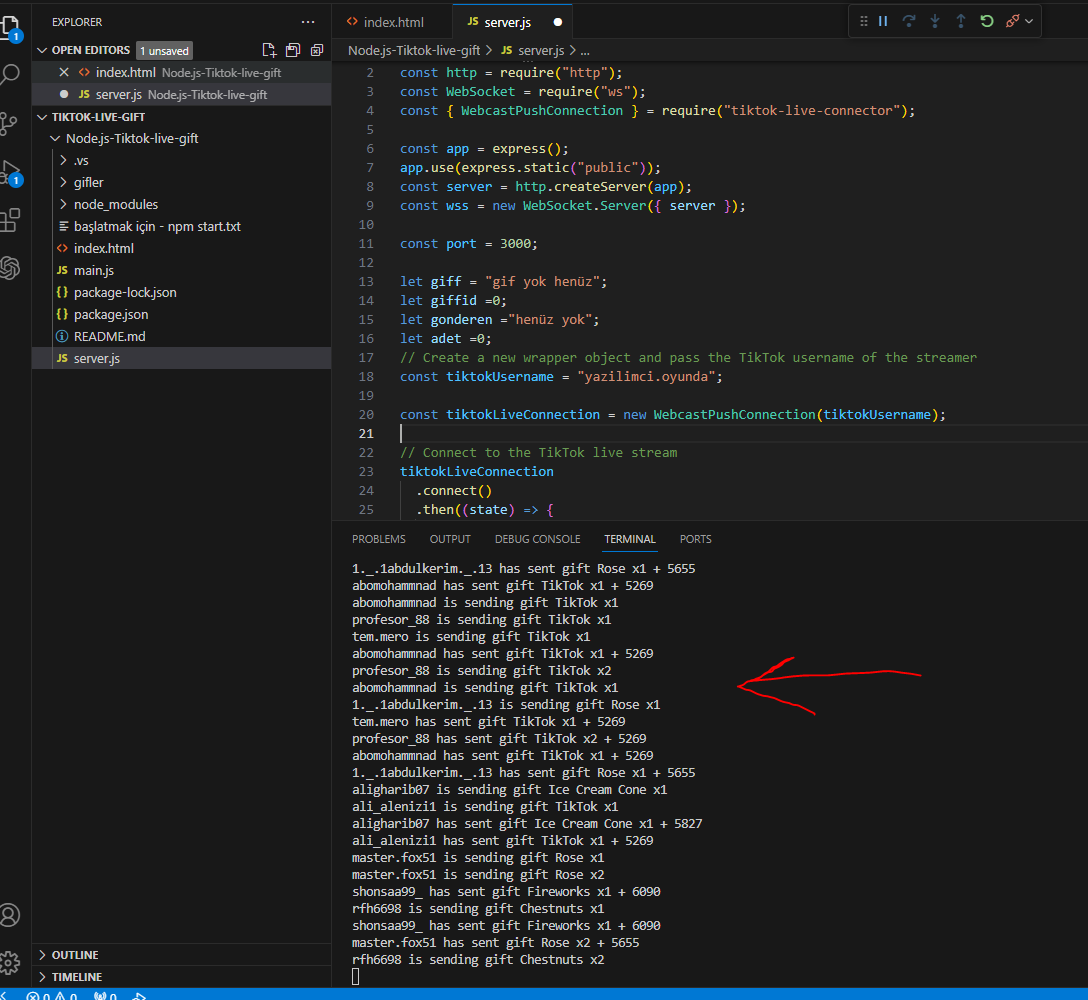 EXPLORER
···
OPEN EDITORS 1 unsaved
index.html Node.js-Tiktok-live-gift
server.js Node.js-Tiktok-live-gift
TIKTOK-LIVE-GIFT
Node.js-Tiktok-live-gift
.vs
gifler
node_modules
başlatmak için - npm start.txt
index.html
main.js
package-lock.json
package.json
README.md
JS server.js
OUTLINE
TIMELINE
1
1
index.html
JS server.js
Node.js-Tiktok-live-gift > JS server.js > ...
2 const http = require("http");
3 const WebSocket = require("ws");
4 const { WebcastPushConnection } = require("tiktok-live-connector");
5
6 const app = express();
7 app.use(express.static("public"));
8 const server = http.createServer(app);
9 const wss = new WebSocket.Server({ server });
10
11 const port = 3000;
12
13 let giff = "gif yok henüz";
14 let giffid =0;
15 let gonderen ="henüz yok";
16 let adet =0;
17 // Create a new wrapper object and pass the TikTok username of the streamer
18 const tiktokUsername = "yazilimci.oyunda";
19
20 const tiktokLiveConnection = new WebcastPushConnection(tiktokUsername);
21
22 // Connect to the TikTok live stream
23 tiktokLiveConnection
24 .connect()
25 .then((state) => {
PROBLEMS OUTPUT DEBUG CONSOLE TERMINAL PORTS
1._.1abdulkerim._.13 has sent gift Rose x1 + 5655
abomohammnad has sent gift TikTok x1 + 5269
abomohammnad is sending gift TikTok x1
profesor_88 is sending gift TikTok x1
tem.mero is sending gift TikTok x1
abomohammnad has sent gift TikTok x1 + 5269
profesor_88 is sending gift TikTok x2
abomohammnad is sending gift TikTok x1
1._.1abdulkerim._.13 is sending gift Rose x1
tem.mero has sent gift TikTok x1 + 5269
profesor_88 has sent gift TikTok x2 + 5269
abomohammnad has sent gift TikTok x1 + 5269
1._.1abdulkerim._.13 has sent gift Rose x1 + 5655
aligharib07 is sending gift Ice Cream Cone x1
ali_alenizi1 is sending gift TikTok x1
aligharib07 has sent gift Ice Cream Cone x1 + 5827
ali_alenizi1 has sent gift TikTok x1 + 5269
master.fox51 is sending gift Rose x1
master.fox51 is sending gift Rose x2
shonsaa99_ has sent gift Fireworks x1 + 6090
rfh6698 is sending gift Chestnuts x1
shonsaa99_ has sent gift Fireworks x1 + 6090
master.fox51 has sent gift Rose x2 + 5655
rfh6698 is sending gift Chestnuts x2
0 0 0